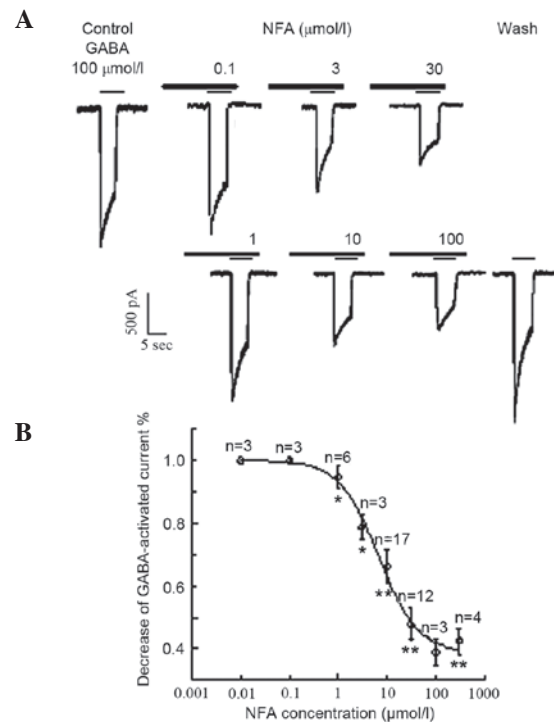 A
Control
GABA
100 μmol/l
NFA (μmol/l)
Wash
0.1
3
30
1
10
100
500 pA
5 sec
B
Decrease of GABA-activated current %
1.0
0.8
0.6
0.4
n=3
n=3
n=6
n=3
n=17
n=12
n=3
n=4
*
*
**
**
**
0.001
0.01
0.1
1
10
100
1000
NFA concentration (μmol/l)